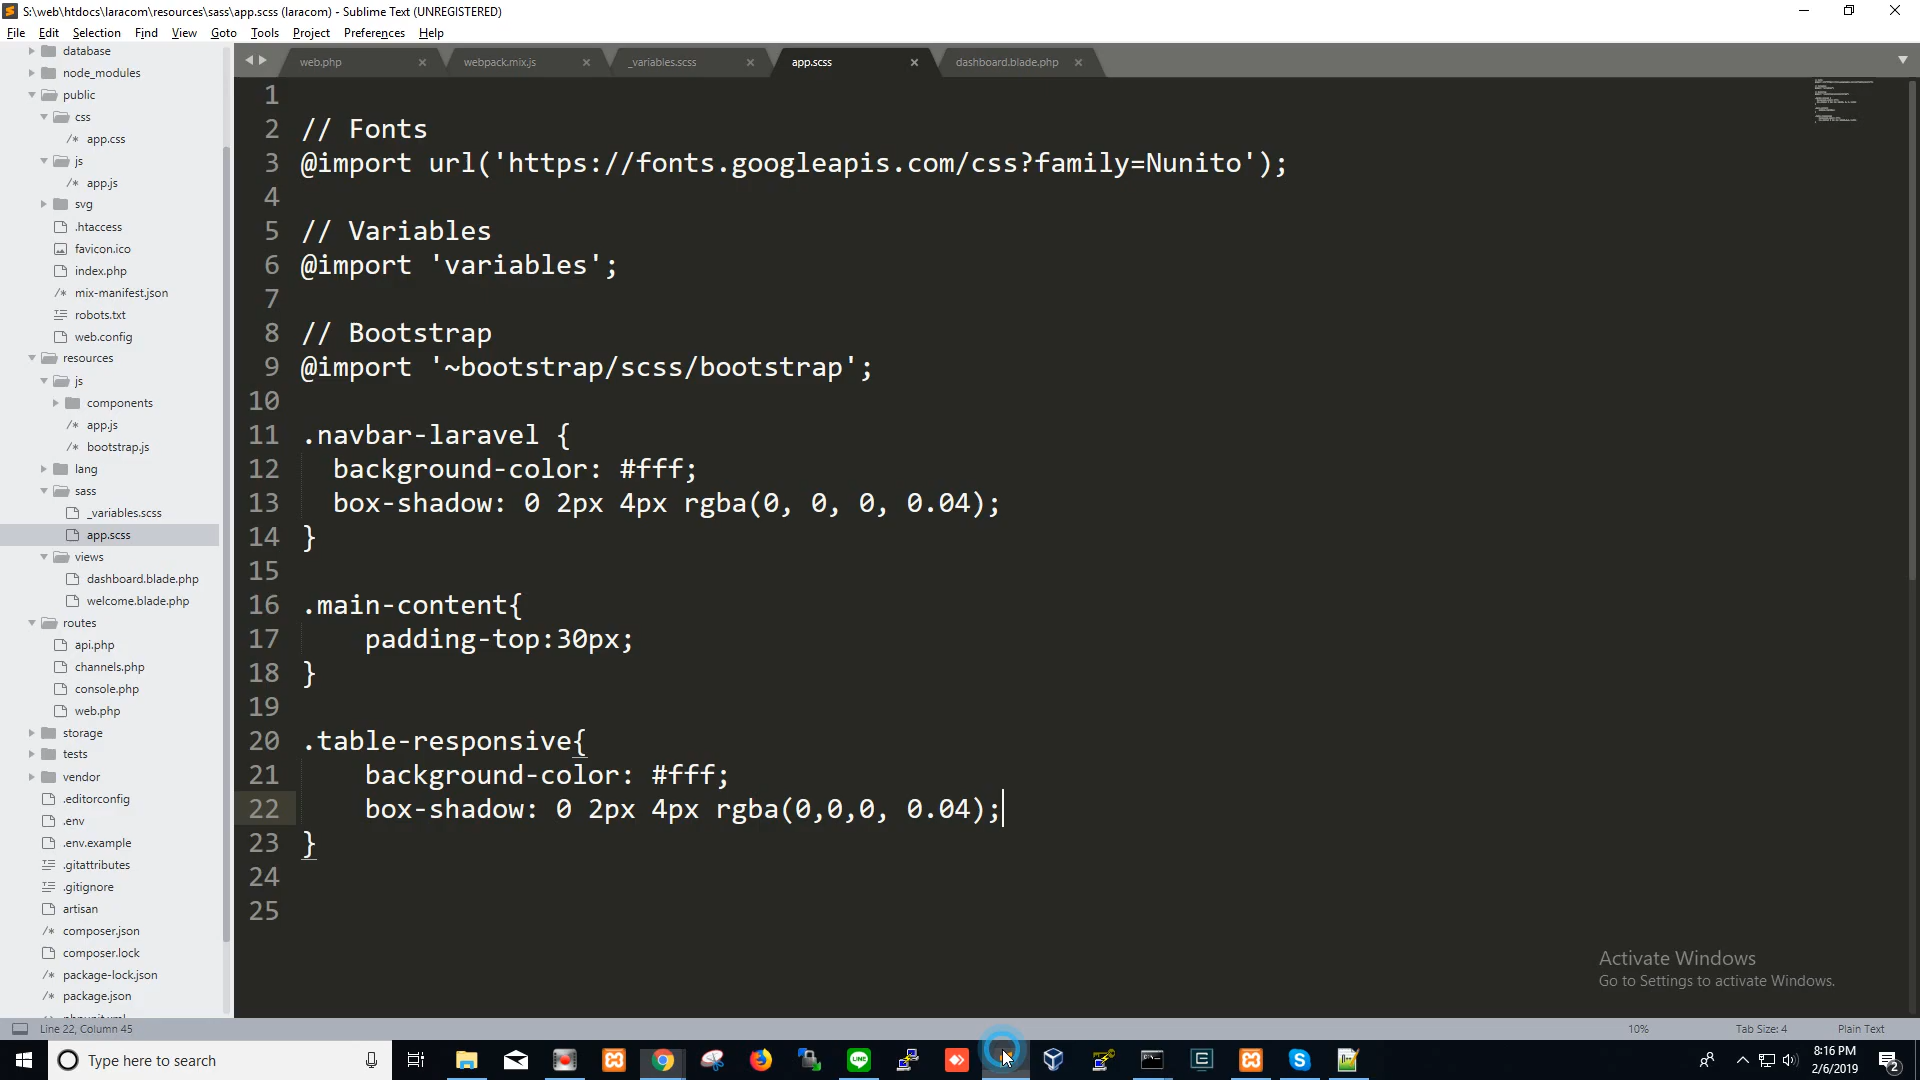 S:\web\htdocs\laracom\resources\sass\app.scss (laracom) - Sublime Text (UNREGISTERED)
File Edit Selection Find View Goto Tools Project Preferences Help
database
node_modules
public
css
/* app.css
js
/* app.js
svg
.htaccess
favicon.ico
index.php
/* mix-manifest.json
robots.txt
web.config
resources
js
components
/* app.js
/* bootstrap.js
lang
sass
_variables.scss
app.scss
views
dashboard.blade.php
welcome.blade.php
routes
api.php
channels.php
console.php
web.php
storage
tests
vendor
.editorconfig
.env
.env.example
.gitattributes
.gitignore
artisan
/* composer.json
composer.lock
/* package-lock.json
/* package.json
web.php webpack.mix.js _variables.scss app.scss dashboard.blade.php
1
2 // Fonts
3 @import url('https://fonts.googleapis.com/css?family=Nunito');
4
5 // Variables
6 @import 'variables';
7
8 // Bootstrap
9 @import '~bootstrap/scss/bootstrap';
10
11 .navbar-laravel {
12 background-color: #fff;
13 box-shadow: 0 2px 4px rgba(0, 0, 0, 0.04);
14 }
15
16 .main-content{
17 padding-top:30px;
18 }
19
20 .table-responsive{
21 background-color: #fff;
22 box-shadow: 0 2px 4px rgba(0,0,0, 0.04);
23 }
24
25
Activate Windows
Go to Settings to activate Windows.
Line 22, Column 45 10% Tab Size: 4 Plain Text
Type here to search
8:16 PM
2/6/2019
2